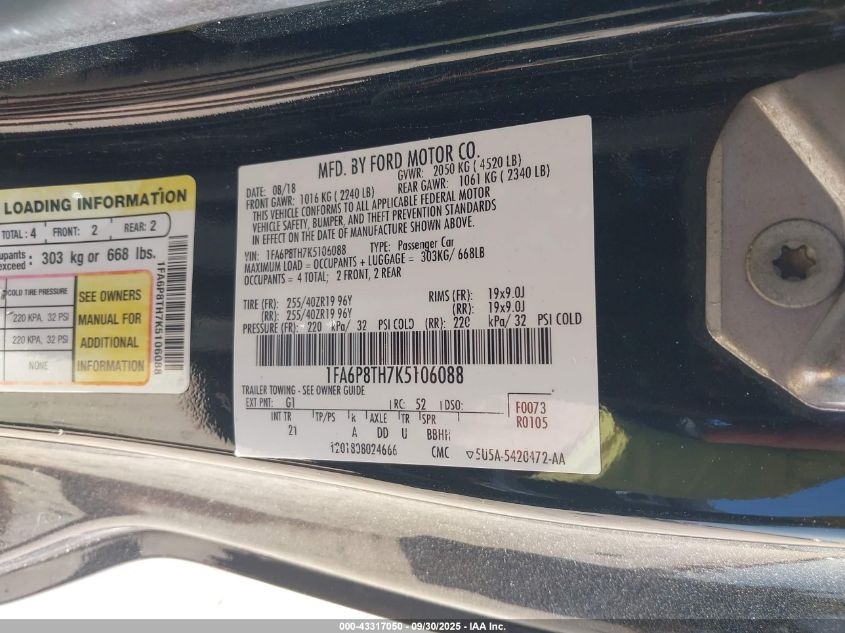 LOADING INFORMATION
TOTAL: 4 FRONT: 2 REAR: 2
upants
exceed: 303 kg or 668 lbs.
COLD TIRE PRESSURE
220 KPA, 32 PSI
220 KPA, 32 PSI
NONE
SEE OWNERS
MANUAL FOR
ADDITIONAL
INFORMATION
1FA6P8TH7K5106088
MFD. BY FORD MOTOR CO.
DATE: 08/18 GVWR: 2050 KG ( 4520 LB)
FRONT GAWR: 1016 KG ( 2240 LB) REAR GAWR: 1061 KG ( 2340 LB)
THIS VEHICLE CONFORMS TO ALL APPLICABLE FEDERAL MOTOR
VEHICLE SAFETY, BUMPER, AND THEFT PREVENTION STANDARDS
IN EFFECT ON THE DATE OF MANUFACTURE SHOWN ABOVE.
VIN: 1FA6P8TH7K5106088 TYPE: Passenger Car
MAXIMUM LOAD = OCCUPANTS + LUGGAGE = 303KG/ 668LB
OCCUPANTS = 4 TOTAL; 2 FRONT, 2 REAR
TIRE (FR): 255/40ZR19 96Y RIMS (FR): 19x9.0J
(RR): 255/40ZR19 96Y (RR): 19x9.0J
PRESSURE (FR): 220 kPa/ 32 PSI COLD (RR): 220 kPa/ 32 PSI COLD
1FA6P8TH7K5106088
TRAILER TOWING - SEE OWNER GUIDE
EXT PNT: G1 RC: 52 DSO: F0073
INT TR TP/PS R AXLE TR SPR R0105
21 A DD U BBHH
1201808024666 CMC 5U5A-5420472-AA
000-43317050 - 09/30/2025 - IAA Inc.